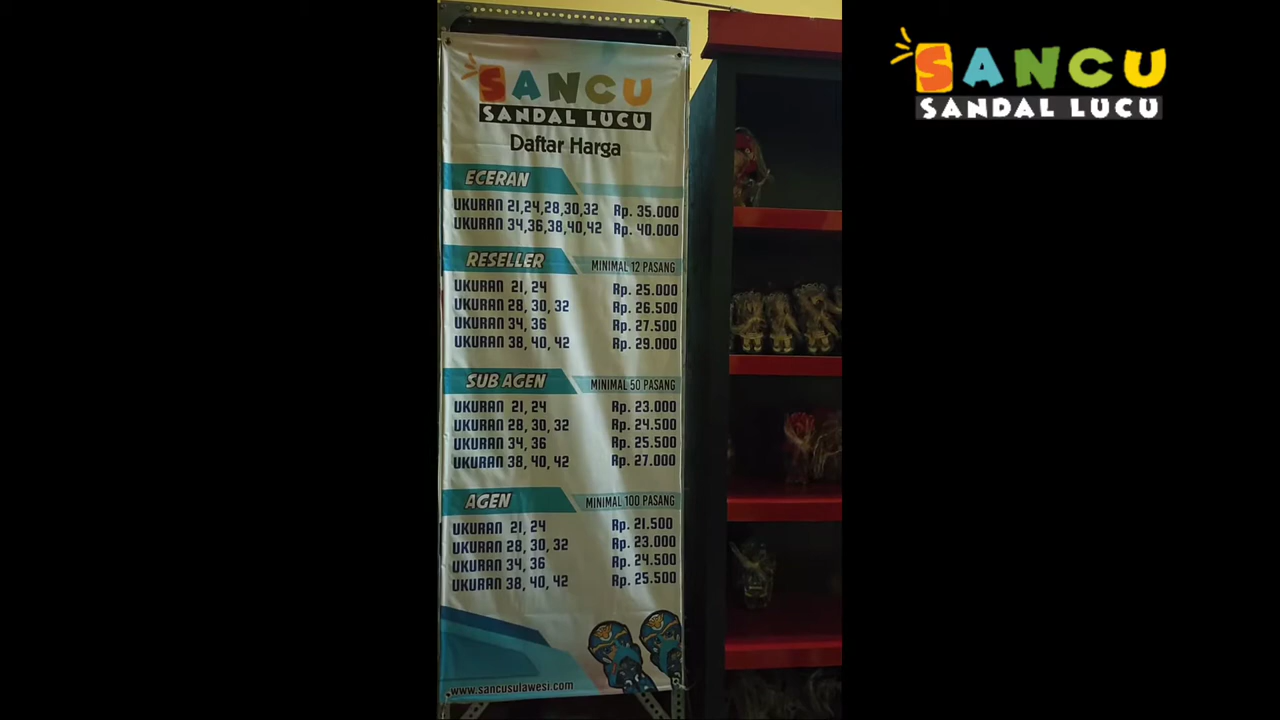 SANCU
SANDAL LUCU
Daftar Harga
ECERAN
UKURAN 21,24,28,30,32 Rp. 35.000
UKURAN 34,36,38,40,42 Rp. 40.000
RESELLER MINIMAL 12 PASANG
UKURAN 21, 24 Rp. 25.000
UKURAN 28, 30, 32 Rp. 26.500
UKURAN 34, 36 Rp. 27.500
UKURAN 38, 40, 42 Rp. 29.000
SUB AGEN MINIMAL 50 PASANG
UKURAN 21, 24 Rp. 23.000
UKURAN 28, 30, 32 Rp. 24.500
UKURAN 34, 36 Rp. 25.500
UKURAN 38, 40, 42 Rp. 27.000
AGEN MINIMAL 100 PASANG
UKURAN 21, 24 Rp. 21.500
UKURAN 28, 30, 32 Rp. 23.000
UKURAN 34, 36 Rp. 24.500
UKURAN 38, 40, 42 Rp. 25.500
www.sancusulawesi.com
SANCU
SANDAL LUCU